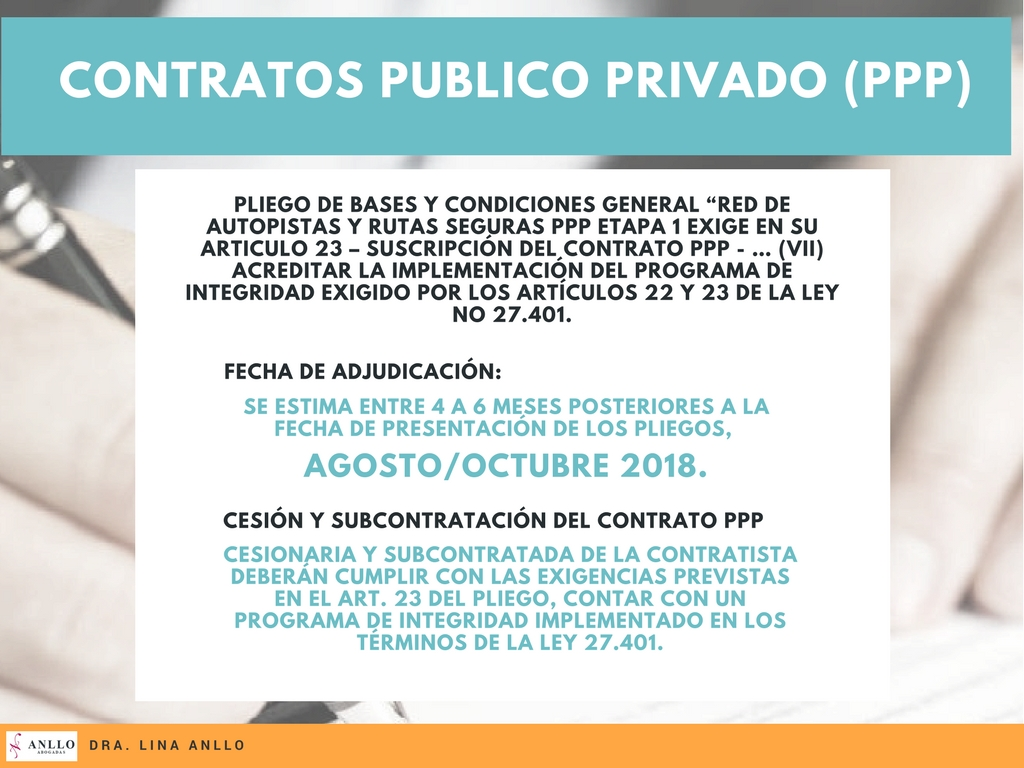 CONTRATOS PUBLICO PRIVADO (PPP)
PLIEGO DE BASES Y CONDICIONES GENERAL “RED DE
AUTOPISTAS Y RUTAS SEGURAS PPP ETAPA 1 EXIGE EN SU
ARTICULO 23 – SUSCRIPCIÓN DEL CONTRATO PPP - ... (VII)
ACREDITAR LA IMPLEMENTACIÓN DEL PROGRAMA DE
INTEGRIDAD EXIGIDO POR LOS ARTÍCULOS 22 Y 23 DE LA LEY
NO 27.401.
FECHA DE ADJUDICACIÓN:
SE ESTIMA ENTRE 4 A 6 MESES POSTERIORES A LA
FECHA DE PRESENTACIÓN DE LOS PLIEGOS,
AGOSTO/OCTUBRE 2018.
CESIÓN Y SUBCONTRATACIÓN DEL CONTRATO PPP
CESIONARIA Y SUBCONTRATADA DE LA CONTRATISTA
DEBERÁN CUMPLIR CON LAS EXIGENCIAS PREVISTAS
EN EL ART. 23 DEL PLIEGO, CONTAR CON UN
PROGRAMA DE INTEGRIDAD IMPLEMENTADO EN LOS
TÉRMINOS DE LA LEY 27.401.
ANLLO
ABOGADAS
DRA. LINA ANLLO